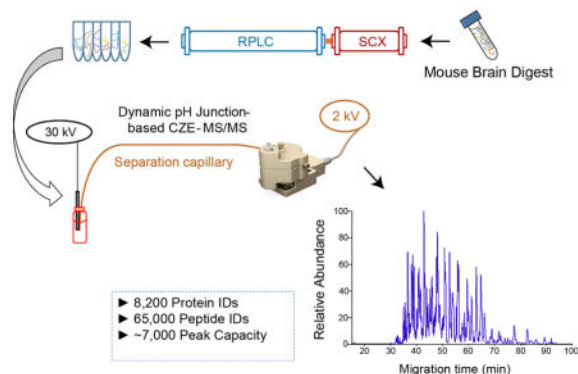 RPLC
SCX
Mouse Brain Digest
Dynamic pH Junction-
based CZE-MS/MS
30 kV
2 kV
Separation capillary
► 8,200 Protein IDs
► 65,000 Peptide IDs
► ~7,000 Peak Capacity
Relative Abundance
100
80
60
40
20
0
20 30 40 50 60 70 80 90 100
Migration time (min)